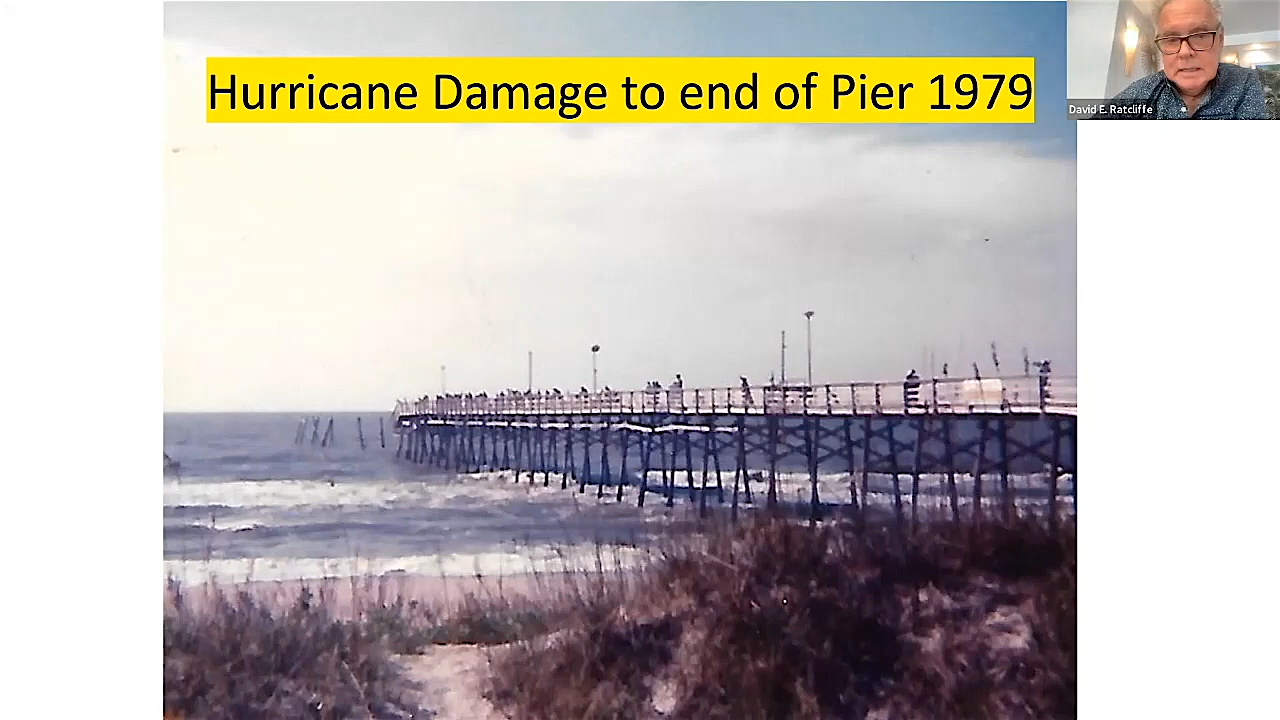 Hurricane Damage to end of Pier 1979
David E. Ratcliffe